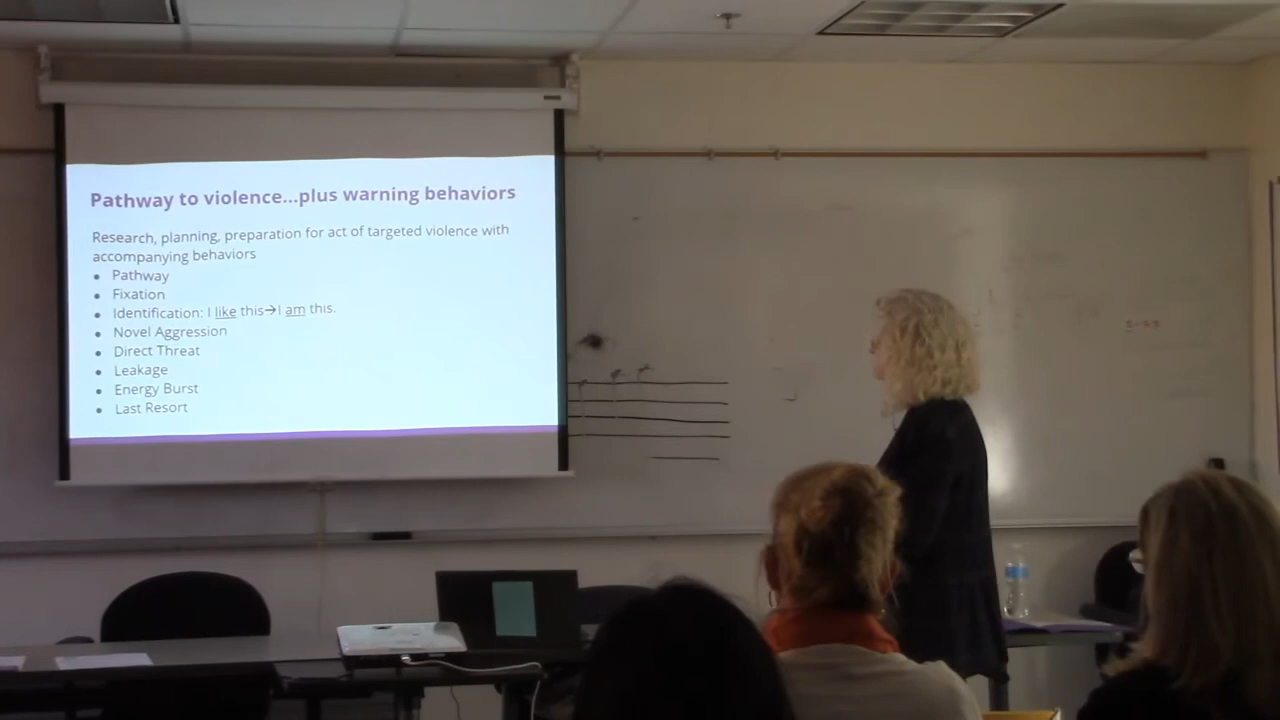 Pathway to violence...plus warning behaviors
Research, planning, preparation for act of targeted violence with
accompanying behaviors
• Pathway
• Fixation
• Identification: I like this→I am this.
• Novel Aggression
• Direct Threat
• Leakage
• Energy Burst
• Last Resort